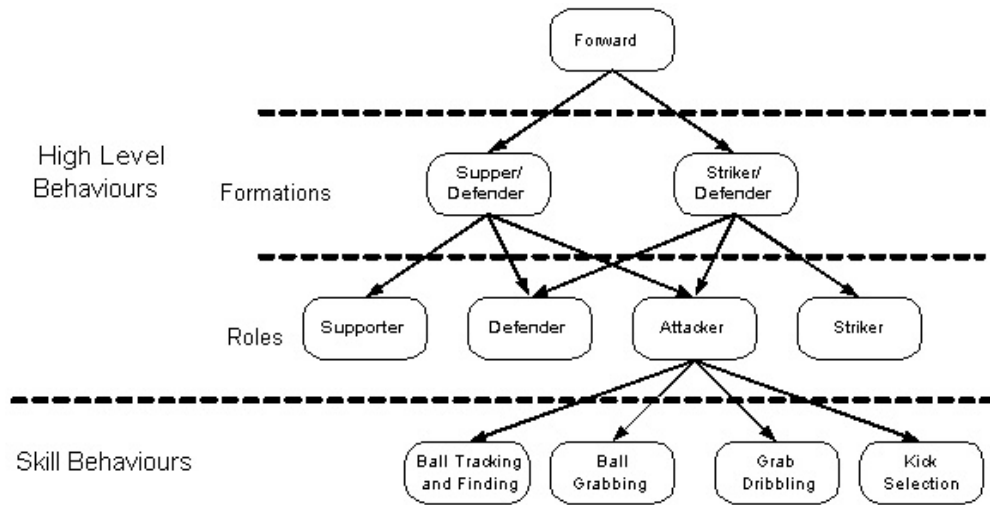 Forward
High Level
Behaviours
Formations
Supper/
Defender
Striker/
Defender
Roles
Supporter
Defender
Attacker
Striker
Skill Behaviours
Ball Tracking
and Finding
Ball
Grabbing
Grab
Dribbling
Kick
Selection